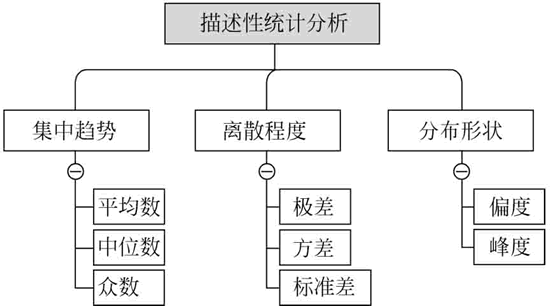 描述性统计分析
集中趋势
离散程度
分布形状
平均数
中位数
众数
极差
方差
标准差
偏度
峰度